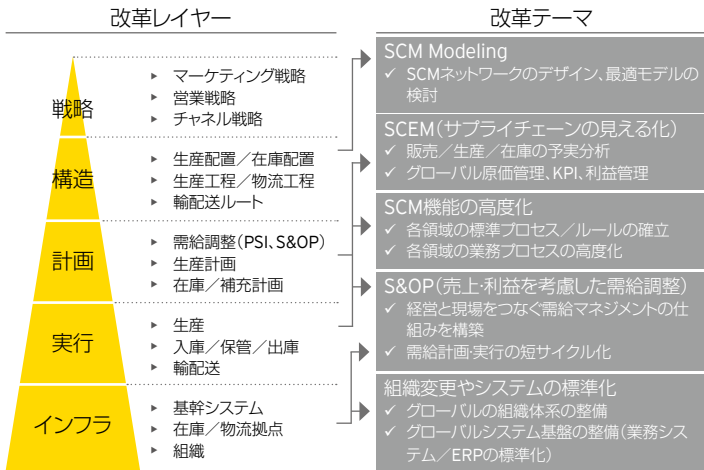 改革レイヤー
戦略
▸ マーケティング戦略
▸ 営業戦略
▸ チャネル戦略
構造
▸ 生産配置／在庫配置
▸ 生産工程／物流工程
▸ 輸配送ルート
計画
▸ 需給調整(PSI、S&OP)
▸ 生産計画
▸ 在庫／補充計画
実行
▸ 生産
▸ 入庫／保管／出庫
▸ 輸配送
インフラ
▸ 基幹システム
▸ 在庫／物流拠点
▸ 組織
改革テーマ
SCM Modeling
✓ SCMネットワークのデザイン、最適モデルの
検討
SCEM(サプライチェーンの見える化)
✓ 販売／生産／在庫の予実分析
✓ グローバル原価管理、KPI、利益管理
SCM機能の高度化
✓ 各領域の標準プロセス／ルールの確立
✓ 各領域の業務プロセスの高度化
S&OP(売上・利益を考慮した需給調整)
✓ 経営と現場をつなぐ需給マネジメントの仕
組みを構築
✓ 需給計画・実行の短サイクル化
組織変更やシステムの標準化
✓ グローバルの組織体系の整備
✓ グローバルシステム基盤の整備(業務シス
テム／ERPの標準化)